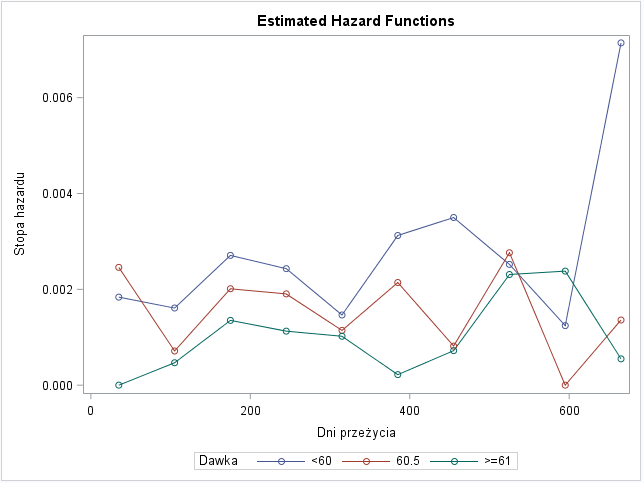 Estimated Hazard Functions
0.006
0.004
0.002
0.000
Stopa hazardu
0 200 400 600
Dni przeżycia
Dawka <60 60.5 >=61